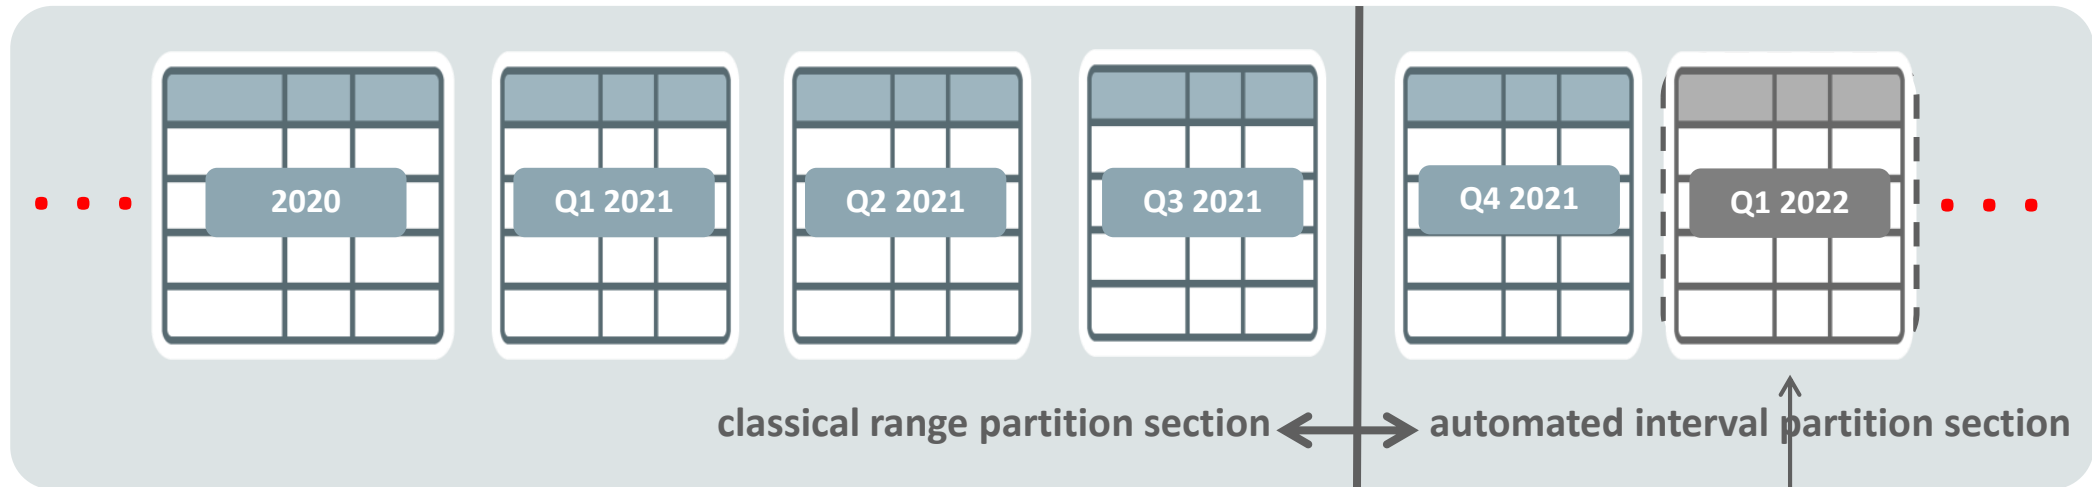 2020
Q1 2021
Q2 2021
Q3 2021
Q4 2021
Q1 2022
classical range partition section
automated interval partition section